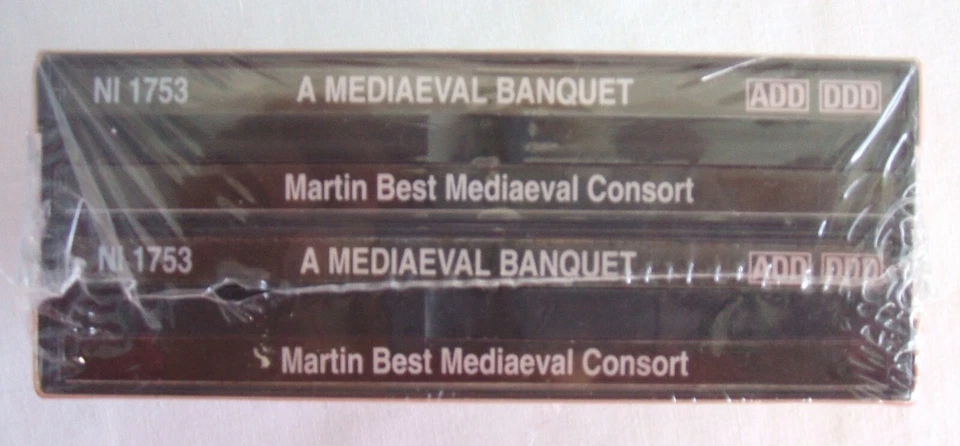 NI 1753 A MEDIAEVAL BANQUET ADD DDD
Martin Best Mediaeval Consort
NI 1753 A MEDIAEVAL BANQUET ADD DDD
Martin Best Mediaeval Consort